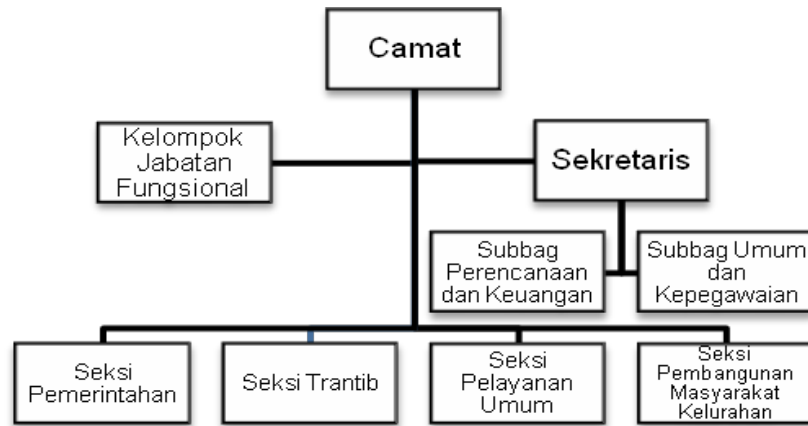 Camat
Kelompok
Jabatan
Fungsional
Sekretaris
Subbag
Perencanaan
dan Keuangan
Subbag Umum
dan
Kepegawaian
Seksi
Pemerintahan
Seksi Trantib
Seksi
Pelayanan
Umum
Seksi
Pembangunan
Masyarakat
Kelurahan